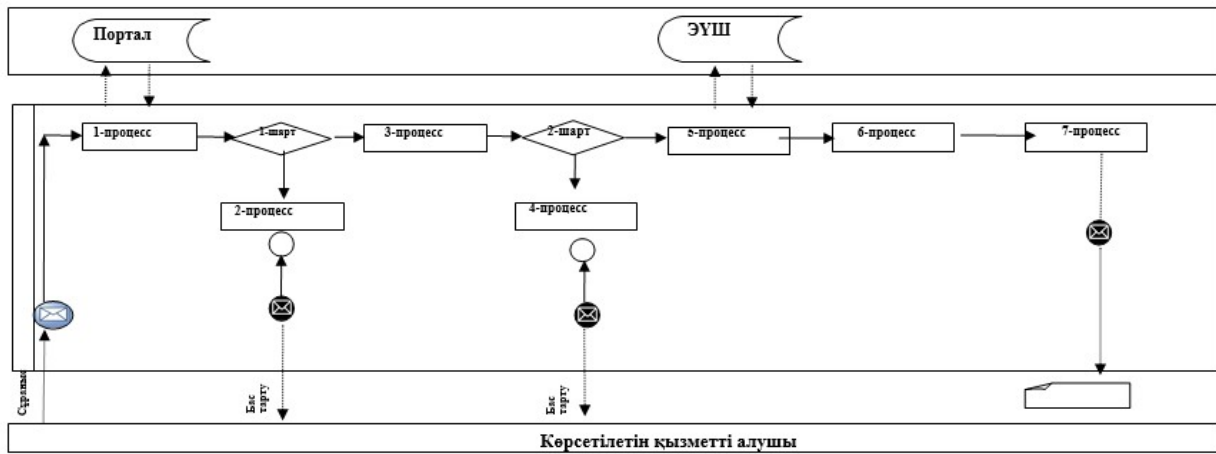 Портал
ЭҮШ
1-процесс
1-шарт
3-процесс
2-шарт
5-процесс
6-процесс
7-процесс
2-процесс
4-процесс
Сұраныс
Бас
тарту
Бас
тарту
Көрсетілетін қызметті алушы